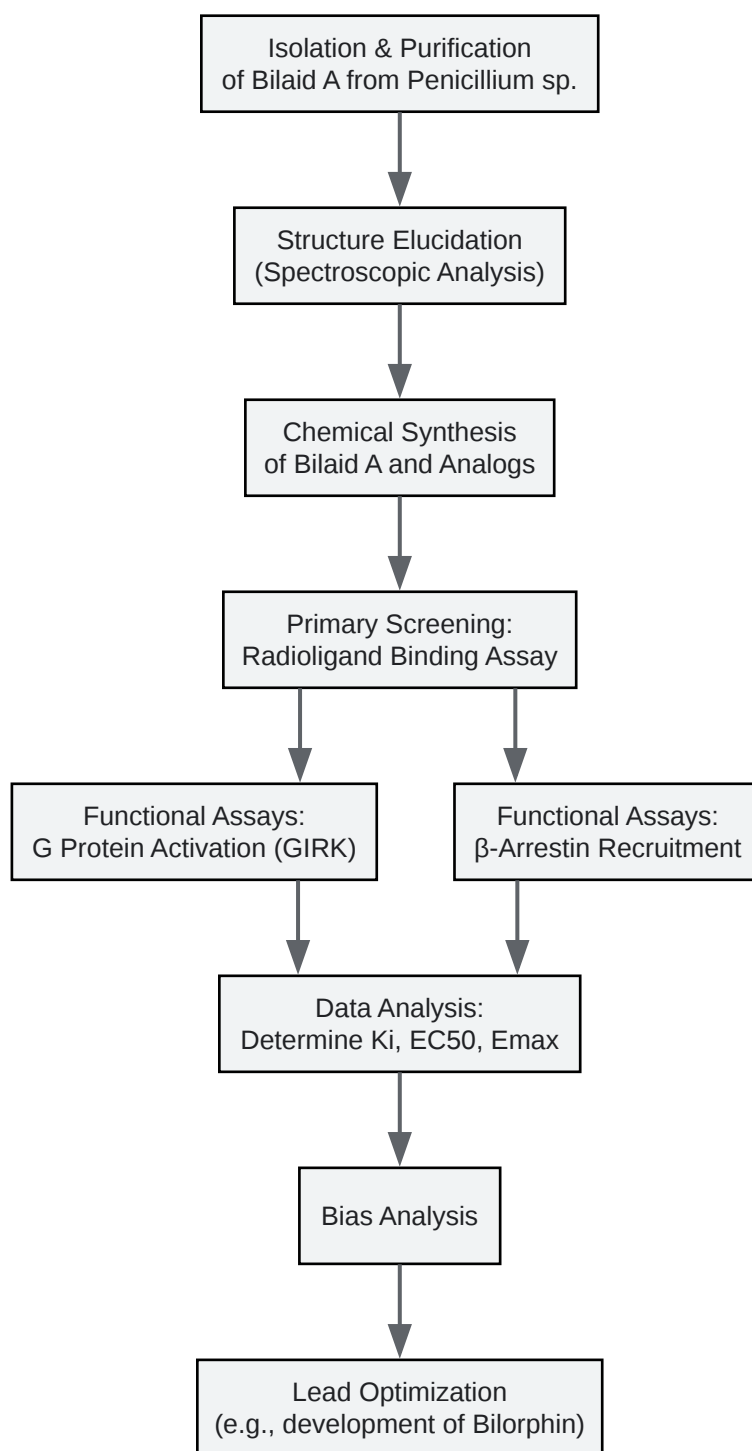 Isolation & Purification
of Bilaid A from Penicillium sp.
Structure Elucidation
(Spectroscopic Analysis)
Chemical Synthesis
of Bilaid A and Analogs
Primary Screening:
Radioligand Binding Assay
Functional Assays:
G Protein Activation (GIRK)
Functional Assays:
β-Arrestin Recruitment
Data Analysis:
Determine Ki, EC50, Emax
Bias Analysis
Lead Optimization
(e.g., development of Bilorphin)